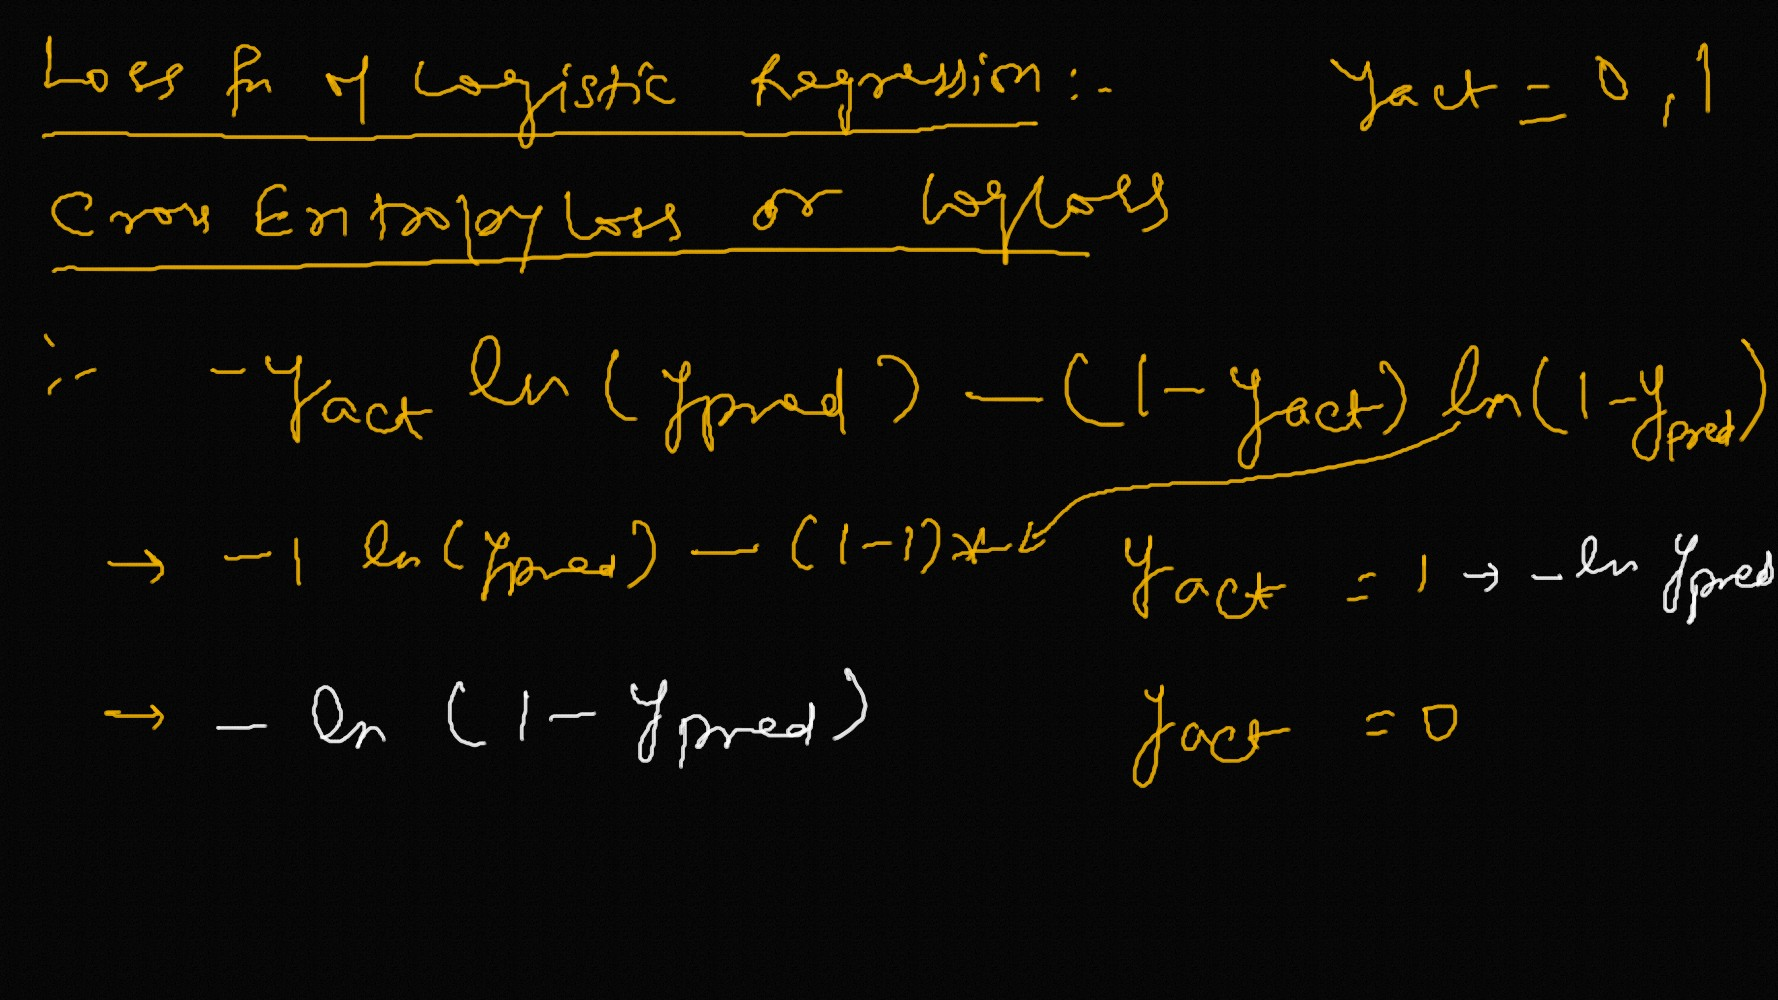 Loss fn of Logistic Regression :- yact = 0, 1
Cross Entropy Loss or logloss
:- - yact ln (ypred) - (1 - yact) ln (1 - ypred)
→ - 1 ln (ypred) - (1-1) * yact = 1 → - ln ypred
→ - ln (1 - ypred) yact = 0